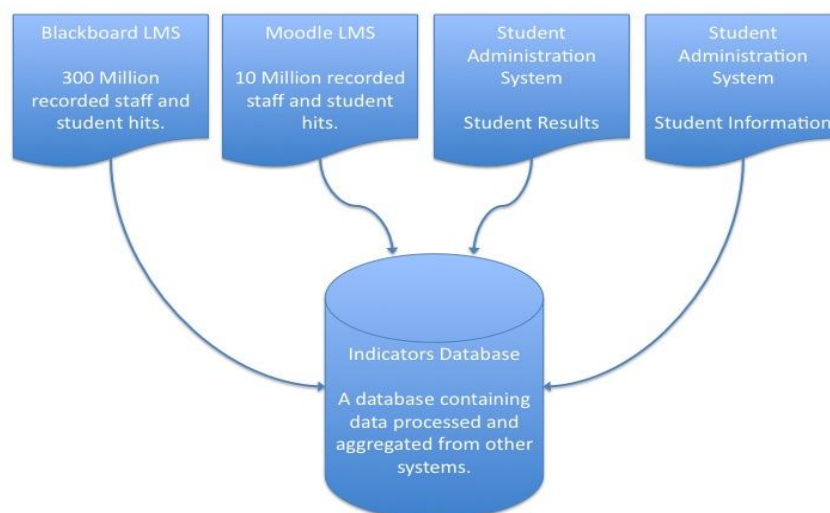 Blackboard LMS
300 Million
recorded staff and
student hits.
Moodle LMS
10 Million recorded
staff and student
hits.
Student
Administration
System
Student Results
Student
Administration
System
Student Information
Indicators Database
A database containing
data processed and
aggregated from other
systems.